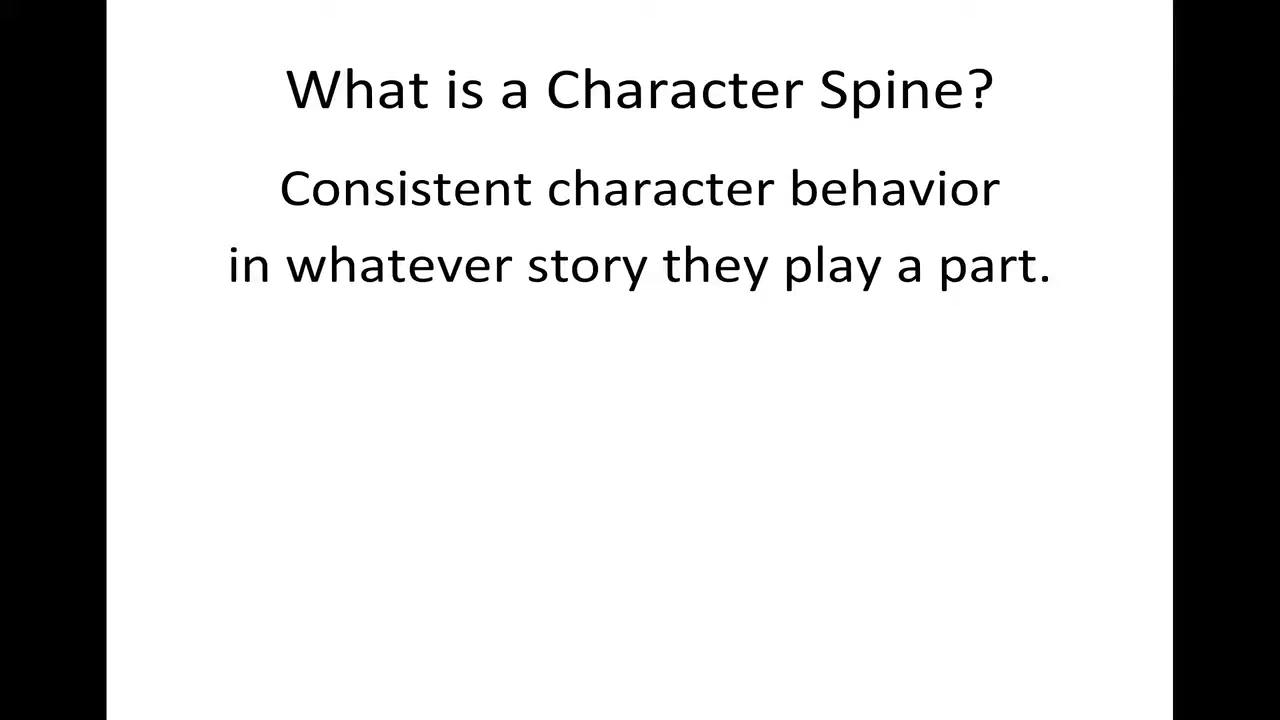 What is a Character Spine?
Consistent character behavior
in whatever story they play a part.